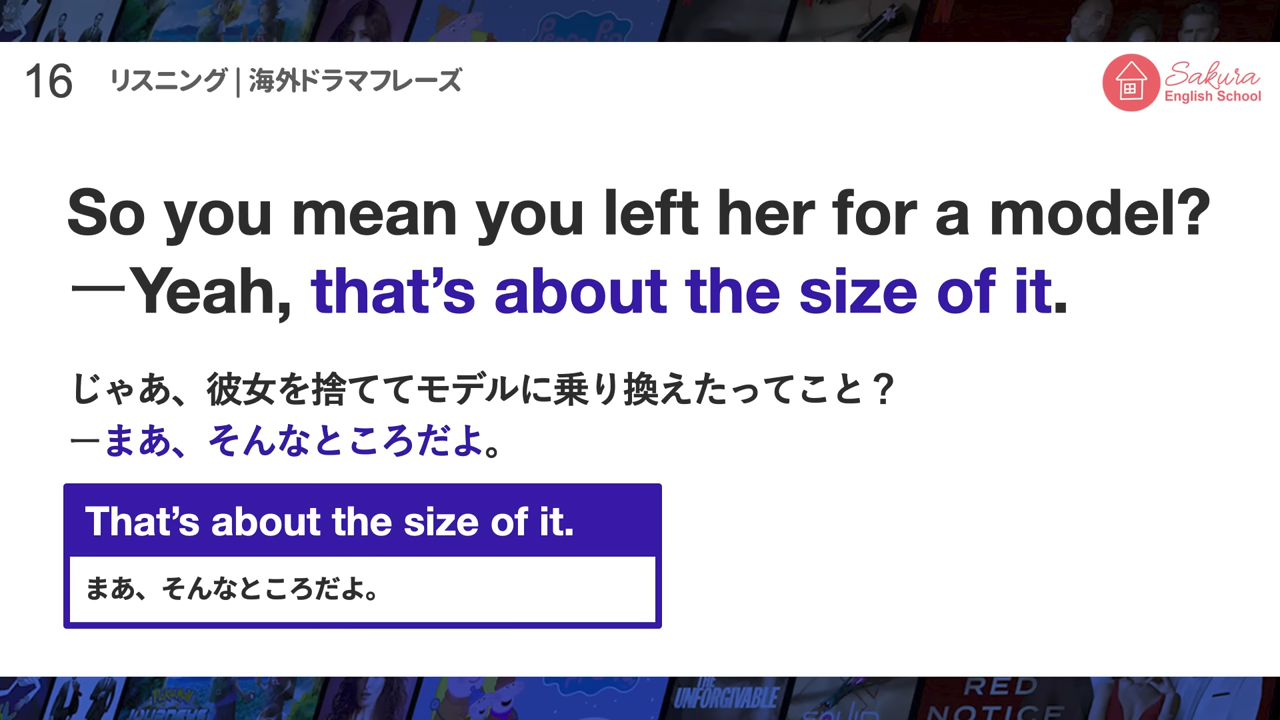 16
リスニング | 海外ドラマフレーズ
Sakura
English School
So you mean you left her for a model?
—Yeah, that’s about the size of it.
じゃあ、彼女を捨ててモデルに乗り換えたってこと？
—まあ、そんなところだよ。
That’s about the size of it.
まあ、そんなところだよ。
THE
UNFORGIVABLE
RED
NOTICE